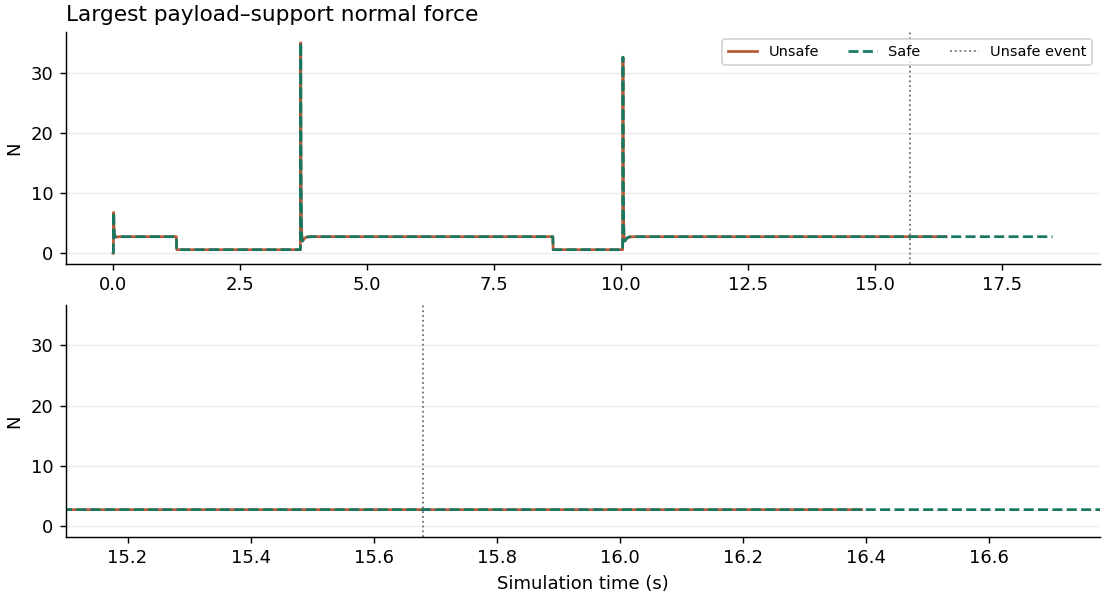 Largest payload–support normal force
Unsafe
Safe
Unsafe event
N
30
20
10
0
0.0 2.5 5.0 7.5 10.0 12.5 15.0 17.5
N
30
20
10
0
15.2 15.4 15.6 15.8 16.0 16.2 16.4 16.6
Simulation time (s)